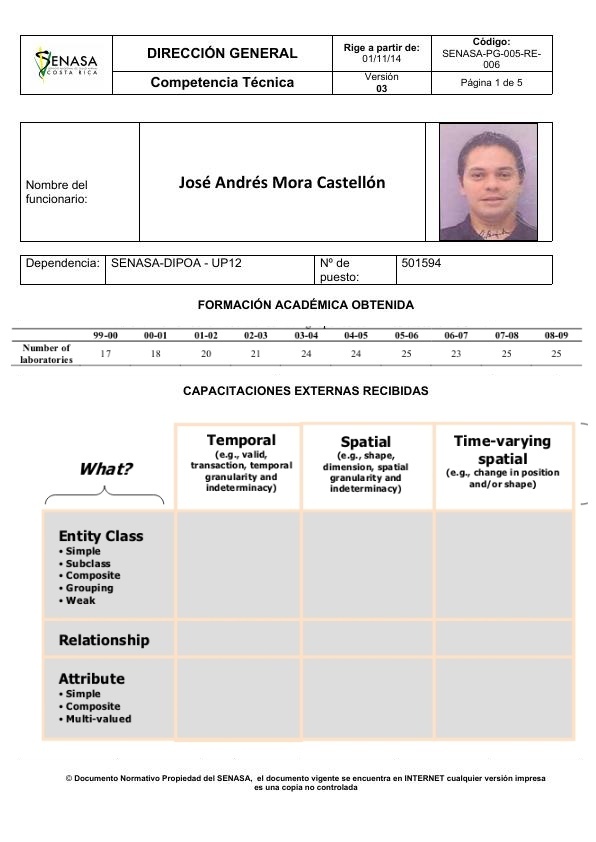 SENASA
COSTA RICA
DIRECCIÓN GENERAL
Rige a partir de:
01/11/14
Código:
SENASA-PG-005-RE-
006
Competencia Técnica
Versión
03
Página 1 de 5
Nombre del
funcionario:
José Andrés Mora Castellón
Dependencia:
SENASA-DIPOA - UP12
Nº de
puesto:
501594
FORMACIÓN ACADÉMICA OBTENIDA
99-00 00-01 01-02 02-03 03-04 04-05 05-06 06-07 07-08 08-09
Number of
laboratories
17 18 20 21 24 24 25 23 25 25
CAPACITACIONES EXTERNAS RECIBIDAS
What?
Temporal
(e.g., valid,
transaction, temporal
granularity and
indeterminacy)
Spatial
(e.g., shape,
dimension, spatial
granularity and
indeterminacy)
Time-varying
spatial
(e.g., change in position
and/or shape)
Entity Class
• Simple
• Subclass
• Composite
• Grouping
• Weak
Relationship
Attribute
• Simple
• Composite
• Multi-valued
© Documento Normativo Propiedad del SENASA, el documento vigente se encuentra en INTERNET cualquier versión impresa
es una copia no controlada